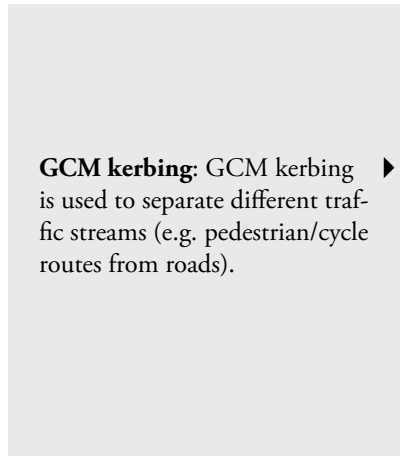 GCM kerbing: GCM kerbing
is used to separate different traf-
fic streams (e.g. pedestrian/cycle
routes from roads).